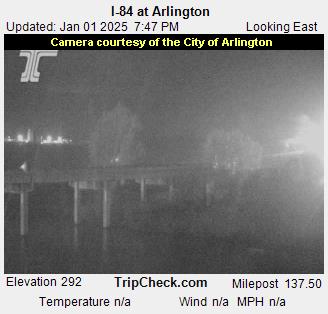 I-84 at Arlington
Updated: Jan 01 2025 7:47 PM Looking East
Camera courtesy of the City of Arlington
Elevation 292 TripCheck.com Milepost 137.50
Temperature n/a Wind n/a MPH n/a